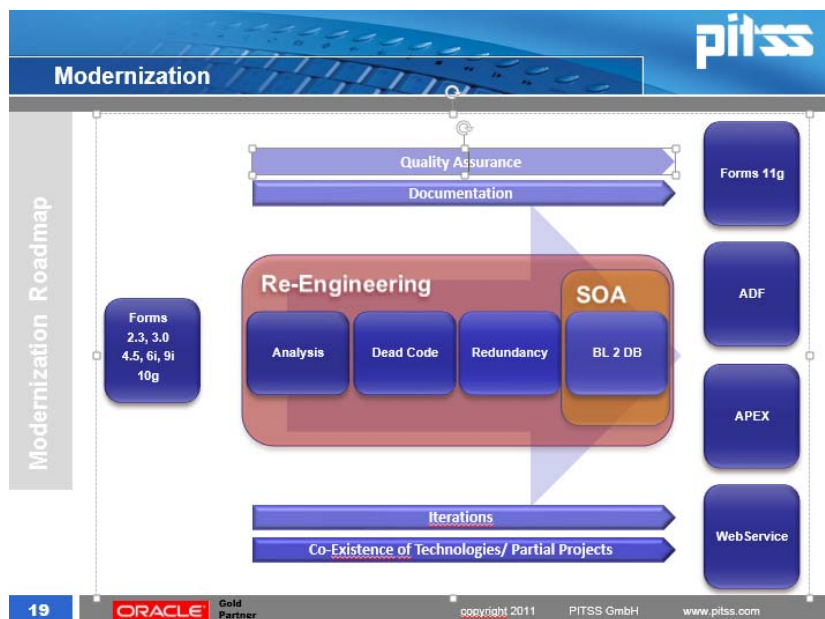 pitss
Modernization
Modernization Roadmap
Quality Assurance
Documentation
Forms
2.3, 3.0
4.5, 6i, 9i
10g
Re-Engineering
SOA
Analysis
Dead Code
Redundancy
BL 2 DB
Forms 11g
ADF
APEX
WebService
Iterations
Co-Existence of Technologies/ Partial Projects
19
ORACLE
Gold
Partner
copyright 2011 PITSS GmbH www.pitss.com